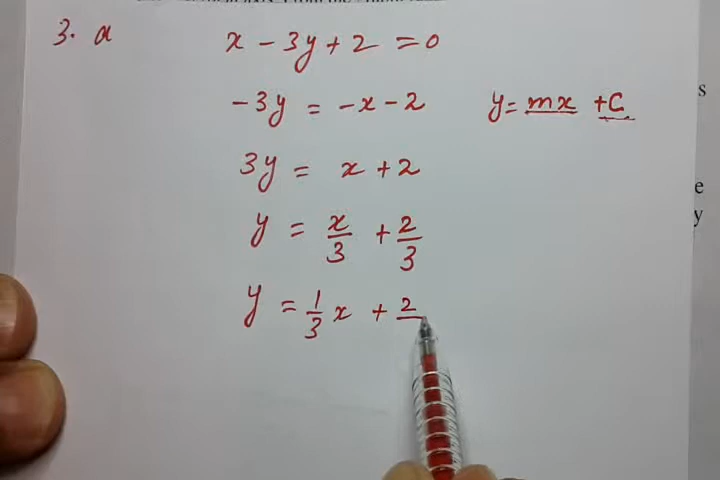 3. a x - 3y + 2 = 0
-3y = -x - 2 y = mx + c
3y = x + 2
y = x/3 + 2/3
y = 1/3 x + 2/
s
e
y